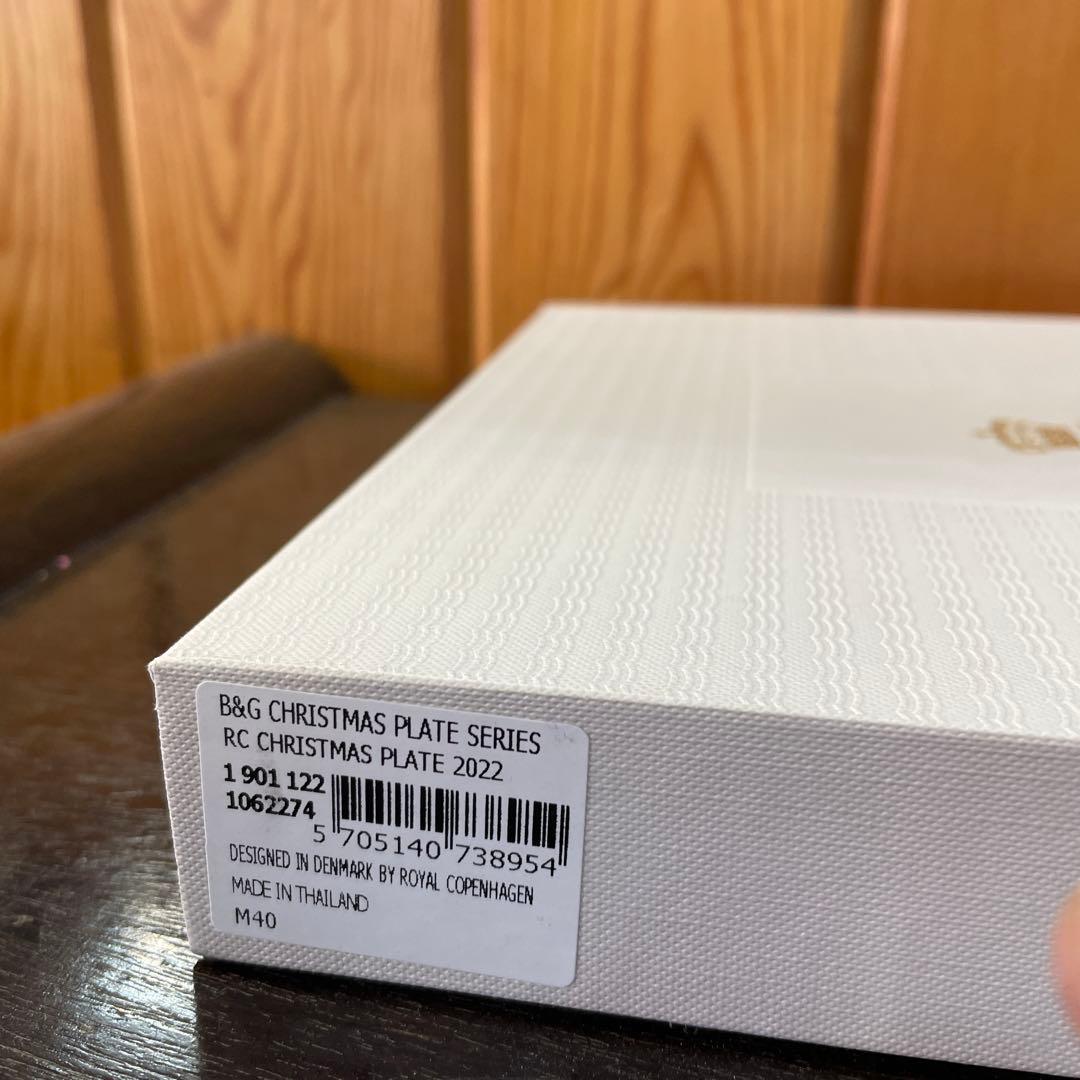 B&G CHRISTMAS PLATE SERIES
RC CHRISTMAS PLATE 2022
1 901 122
1062274
5 705140 738954
DESIGNED IN DENMARK BY ROYAL COPENHAGEN
MADE IN THAILAND
M40